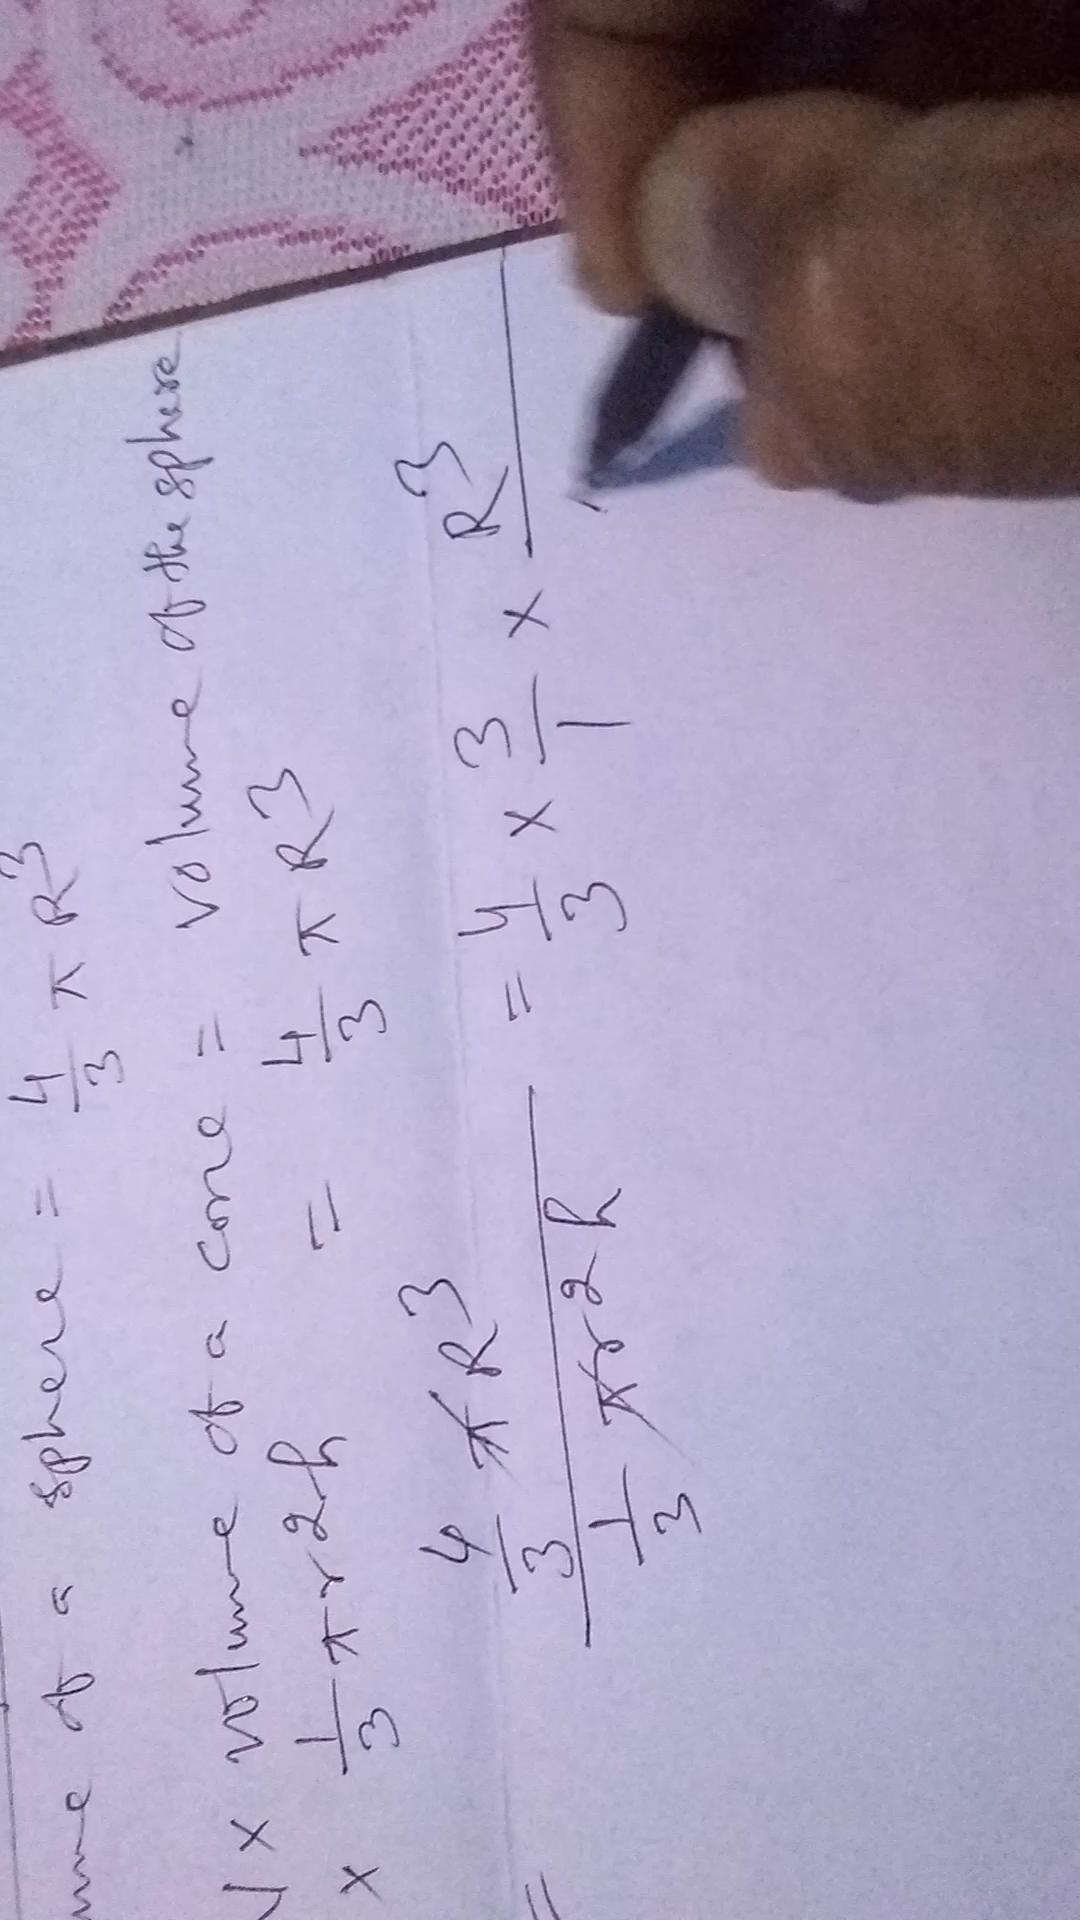 ume of a sphere = 4/3 π R³
N x volume of a cone = volume of the sphere
x 1/3 π r² h = 4/3 π R³
= 4/3 π R³ / 1/3 π r² h = 4/3 x 3/1 x R³/